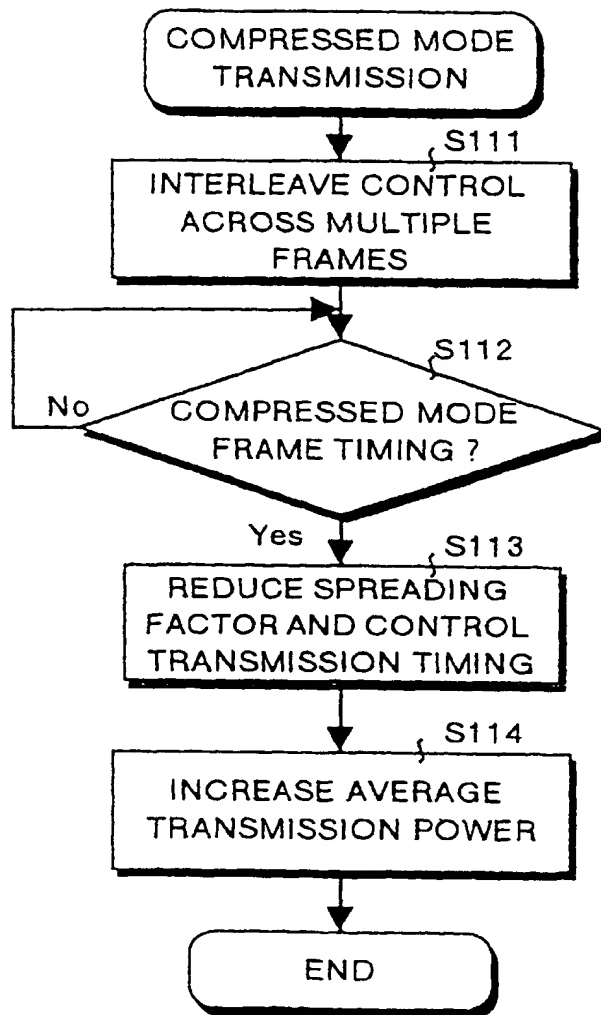 COMPRESSED MODE
TRANSMISSION
S111
INTERLEAVE CONTROL
ACROSS MULTIPLE
FRAMES
S112
No
COMPRESSED MODE
FRAME TIMING ?
Yes
S113
REDUCE SPREADING
FACTOR AND CONTROL
TRANSMISSION TIMING
S114
INCREASE AVERAGE
TRANSMISSION POWER
END